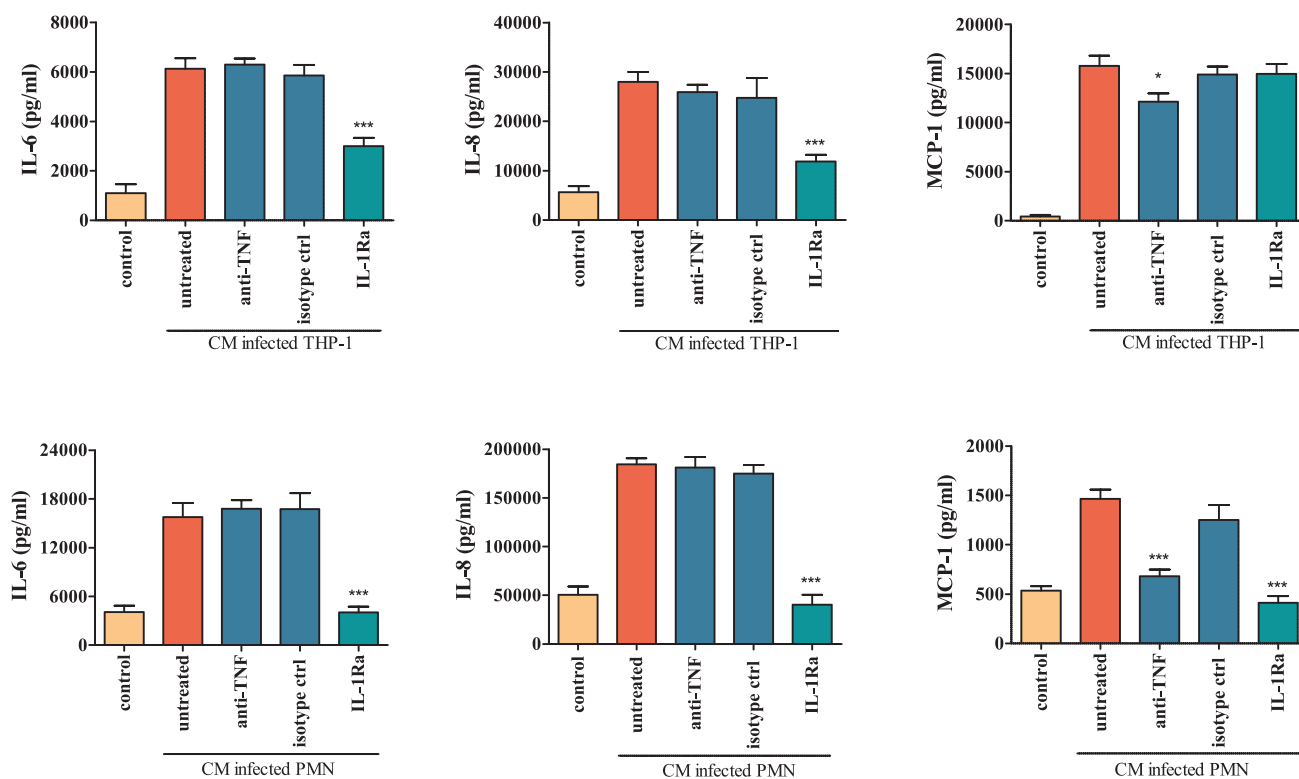 IL-6 (pg/ml)
8000
6000
4000
2000
0
***
control
untreated
anti-TNF
isotype ctrl
IL-1Ra
CM infected THP-1
IL-8 (pg/ml)
40000
30000
20000
10000
0
***
control
untreated
anti-TNF
isotype ctrl
IL-1Ra
CM infected THP-1
MCP-1 (pg/ml)
20000
15000
10000
5000
0
*
control
untreated
anti-TNF
isotype ctrl
IL-1Ra
CM infected THP-1
IL-6 (pg/ml)
24000
18000
12000
6000
0
***
control
untreated
anti-TNF
isotype ctrl
IL-1Ra
CM infected PMN
IL-8 (pg/ml)
200000
150000
100000
50000
0
***
control
untreated
anti-TNF
isotype ctrl
IL-1Ra
CM infected PMN
MCP-1 (pg/ml)
2000
1500
1000
500
0
***
***
control
untreated
anti-TNF
isotype ctrl
IL-1Ra
CM infected PMN